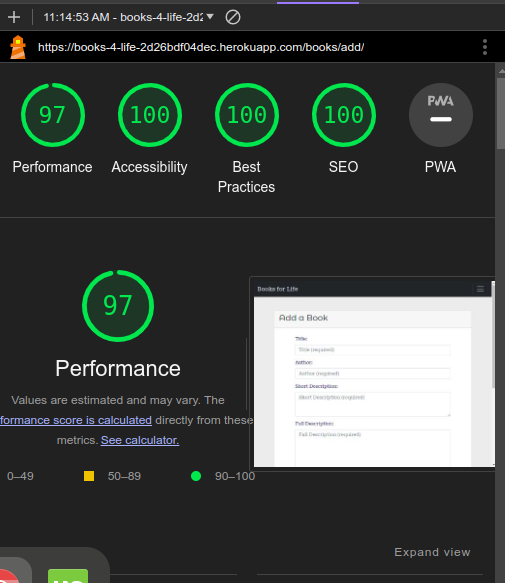 11:14:53 AM - books-4-life-2d2
https://books-4-life-2d26bdf04dec.herokuapp.com/books/add/
97
100
100
100
PWA
Performance
Accessibility
Best
Practices
SEO
PWA
97
Performance
Values are estimated and may vary. The
formance score is calculated directly from these
metrics. See calculator.
0–49
50–89
90–100
Books for Life
Add a Book
Title:
Title (required)
Author:
Author (required)
Short Description:
Short Description (required)
Full Description:
Full Description (required)
Expand view